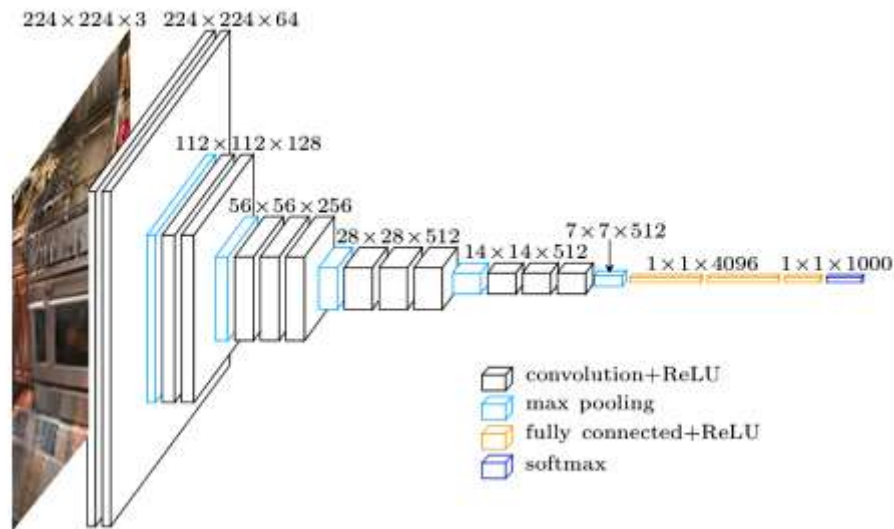 224×224×3
224×224×64
112×112×128
56×56×256
28×28×512
14×14×512
7×7×512
1×1×4096
1×1×1000
convolution+ReLU
max pooling
fully connected+ReLU
softmax